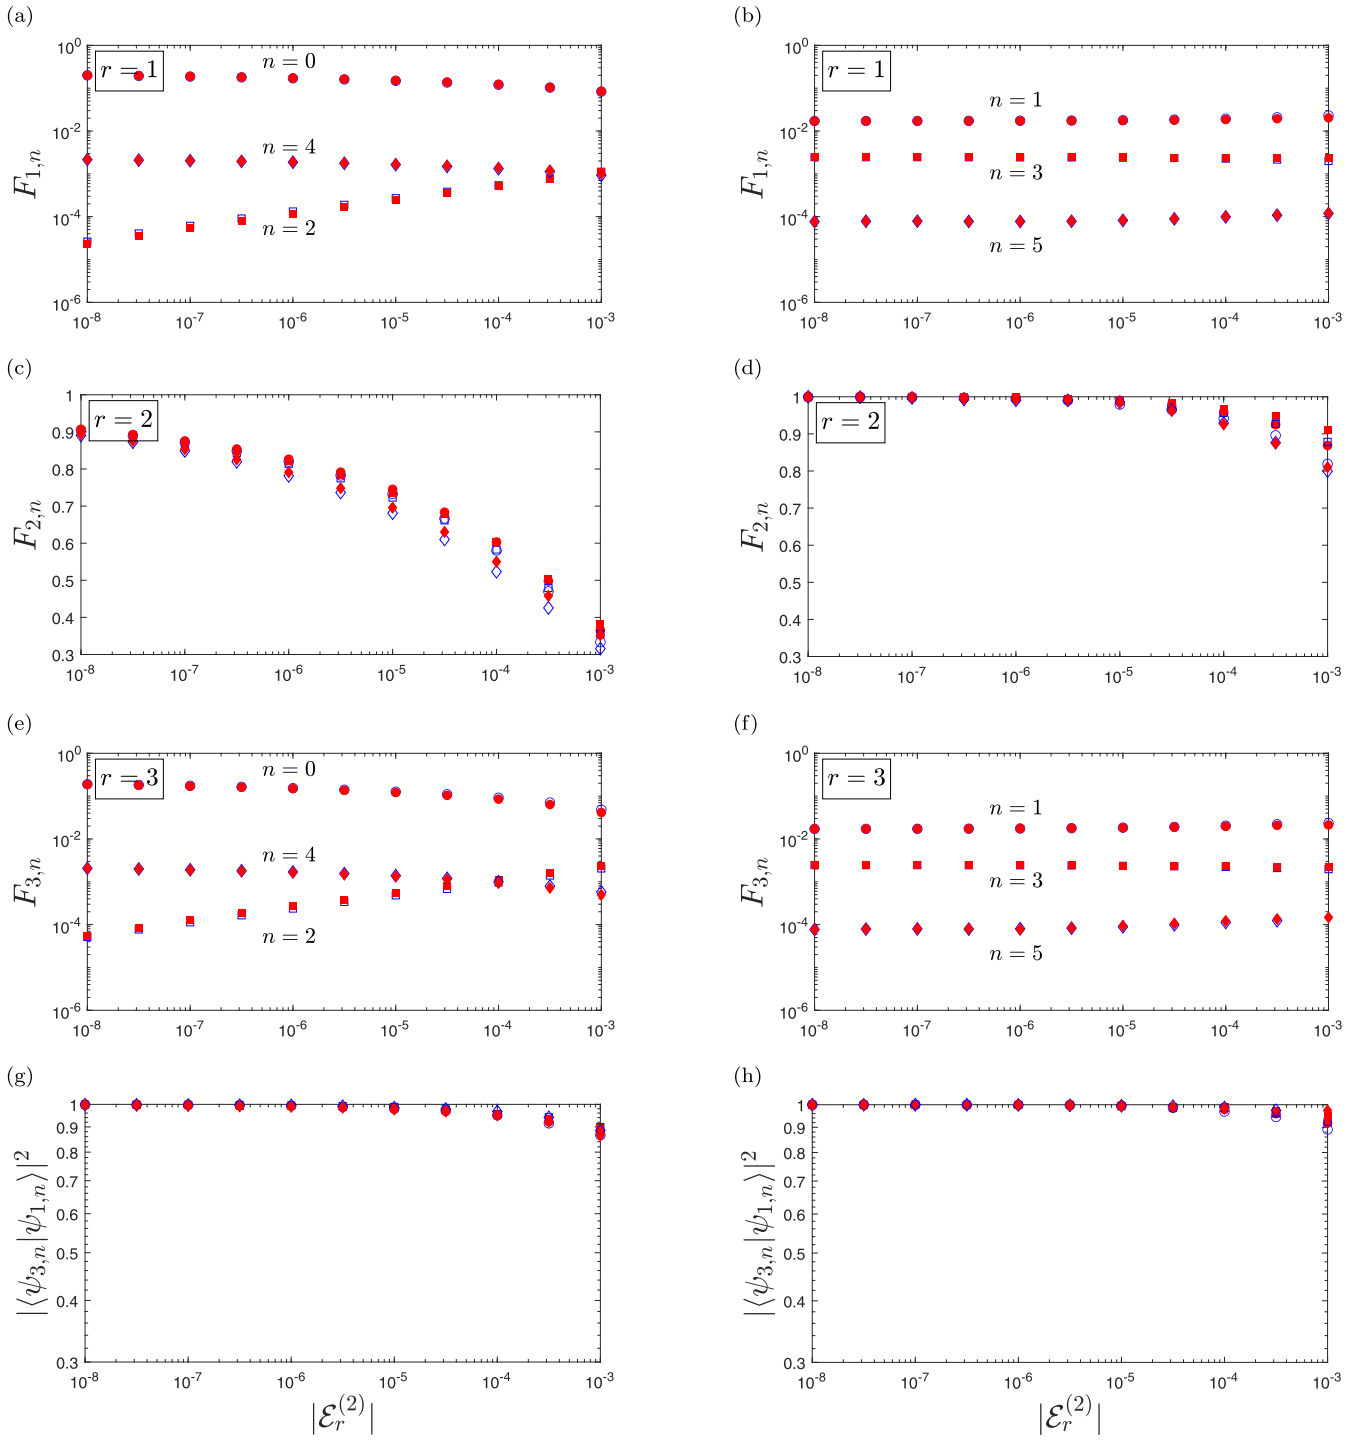 (a)
r = 1
n = 0
n = 4
n = 2
F_{1,n}
10^0
10^{-2}
10^{-4}
10^{-6}
10^{-8} 10^{-7} 10^{-6} 10^{-5} 10^{-4} 10^{-3}
(b)
r = 1
n = 1
n = 3
n = 5
F_{1,n}
10^0
10^{-2}
10^{-4}
10^{-6}
10^{-8} 10^{-7} 10^{-6} 10^{-5} 10^{-4} 10^{-3}
(c)
r = 2
F_{2,n}
1
0.9
0.8
0.7
0.6
0.5
0.4
0.3
10^{-8} 10^{-7} 10^{-6} 10^{-5} 10^{-4} 10^{-3}
(d)
r = 2
F_{2,n}
1
0.9
0.8
0.7
0.6
0.5
0.4
0.3
10^{-8} 10^{-7} 10^{-6} 10^{-5} 10^{-4} 10^{-3}
(e)
r = 3
n = 0
n = 4
n = 2
F_{3,n}
10^0
10^{-2}
10^{-4}
10^{-6}
10^{-8} 10^{-7} 10^{-6} 10^{-5} 10^{-4} 10^{-3}
(f)
r = 3
n = 1
n = 3
n = 5
F_{3,n}
10^0
10^{-2}
10^{-4}
10^{-6}
10^{-8} 10^{-7} 10^{-6} 10^{-5} 10^{-4} 10^{-3}
(g)
|⟨ψ_{3,n}|ψ_{1,n}⟩|^2
1
0.9
0.8
0.7
0.6
0.5
0.4
0.3
10^{-8} 10^{-7} 10^{-6} 10^{-5} 10^{-4} 10^{-3}
|ℰ_r^{(2)}|
(h)
|⟨ψ_{3,n}|ψ_{1,n}⟩|^2
1
0.9
0.8
0.7
0.6
0.5
0.4
0.3
10^{-8} 10^{-7} 10^{-6} 10^{-5} 10^{-4} 10^{-3}
|ℰ_r^{(2)}|